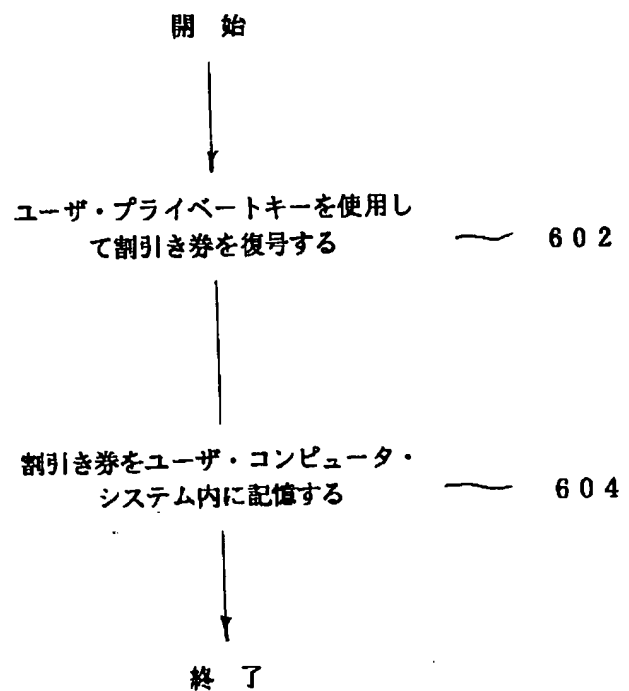 開 始
ユーザ・プライベートキーを使用し
て割引き券を復号する
602
割引き券をユーザ・コンピュータ・
システム内に記憶する
604
終 了